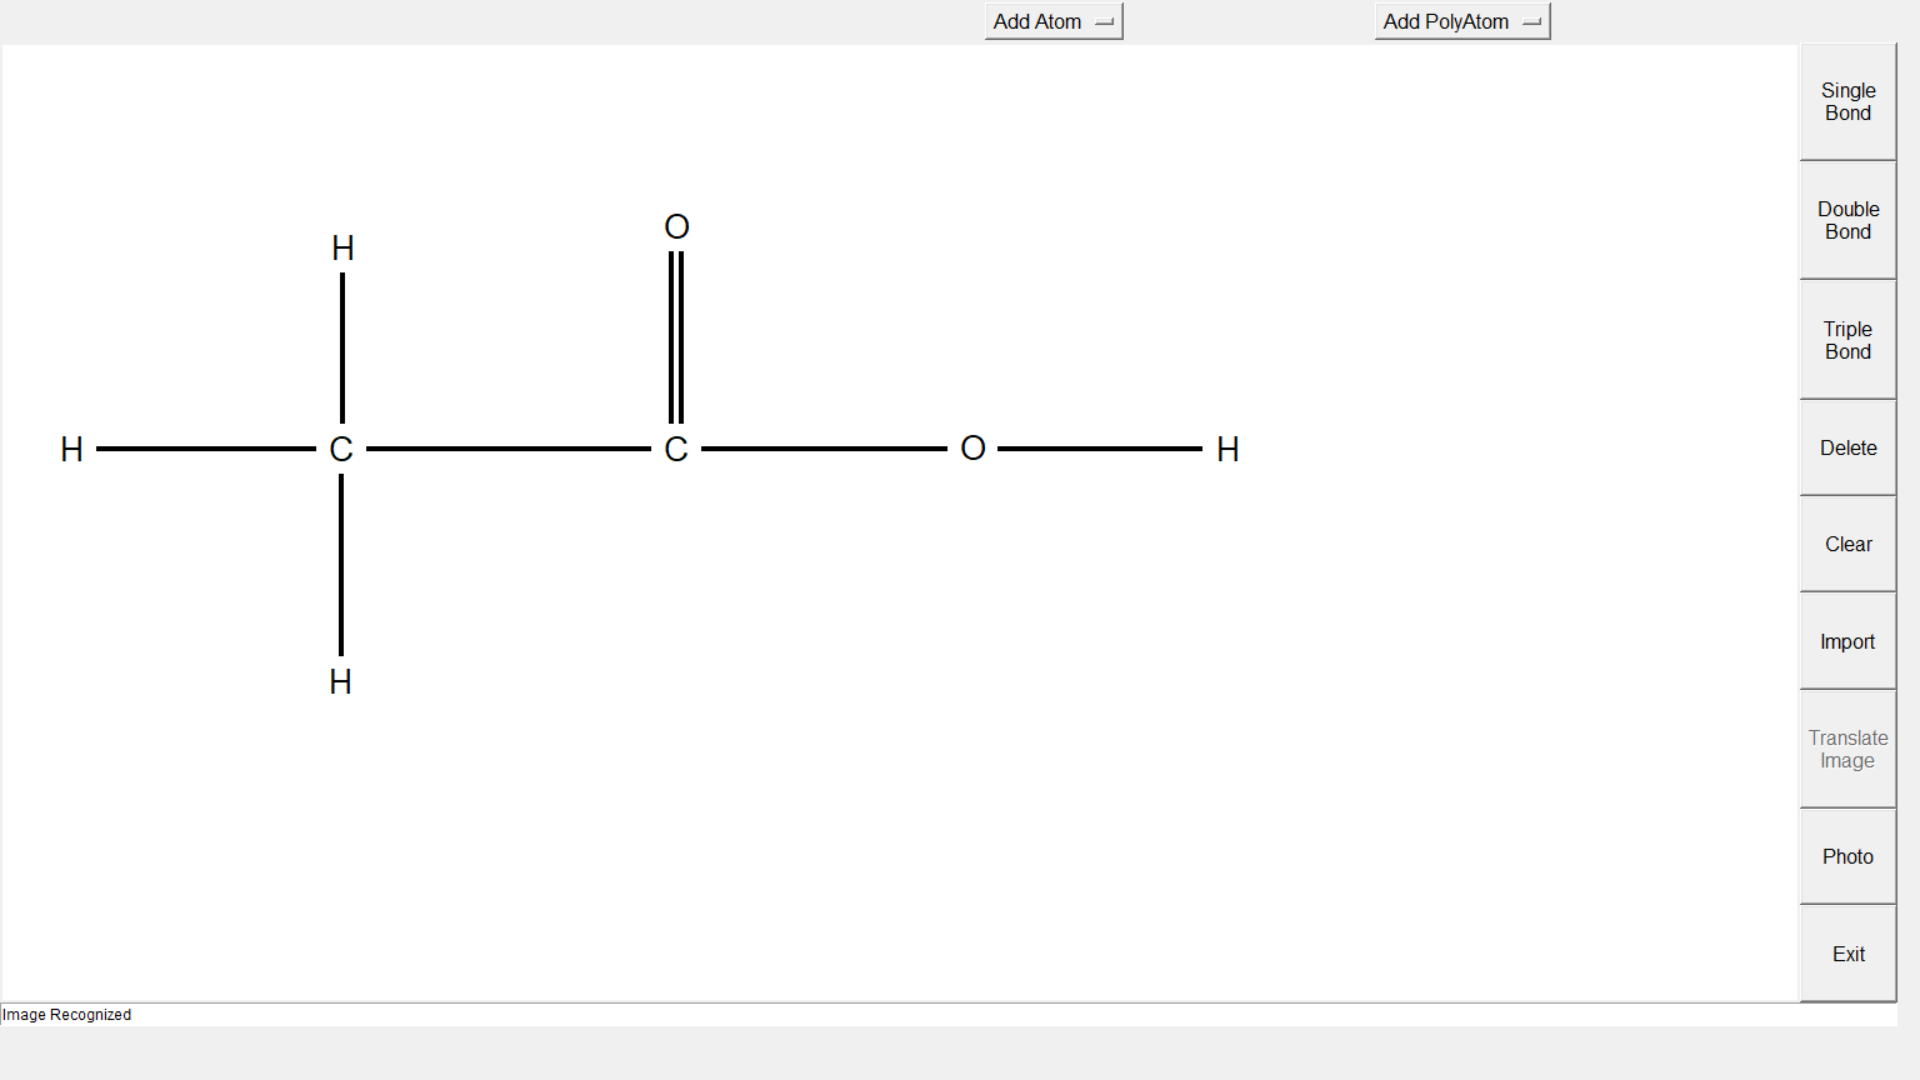 Add Atom
Add PolyAtom
Single
Bond
Double
Bond
Triple
Bond
Delete
Clear
Import
Translate
Image
Photo
Exit
O
H
H C C O H
H
Image Recognized